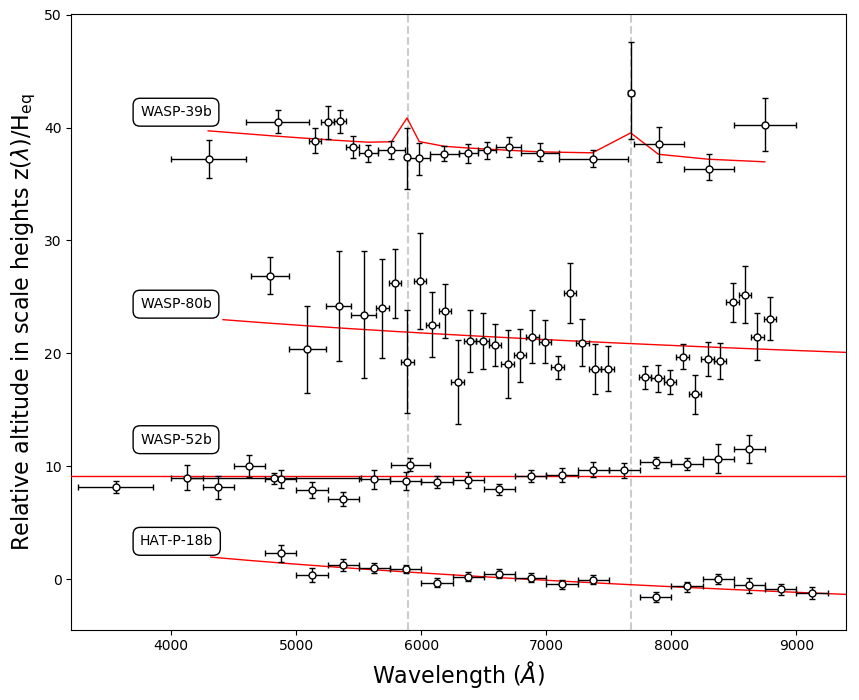 50
40
30
20
10
0
Relative altitude in scale heights z(λ)/H_eq
WASP-39b
WASP-80b
WASP-52b
HAT-P-18b
4000 5000 6000 7000 8000 9000
Wavelength (Å)